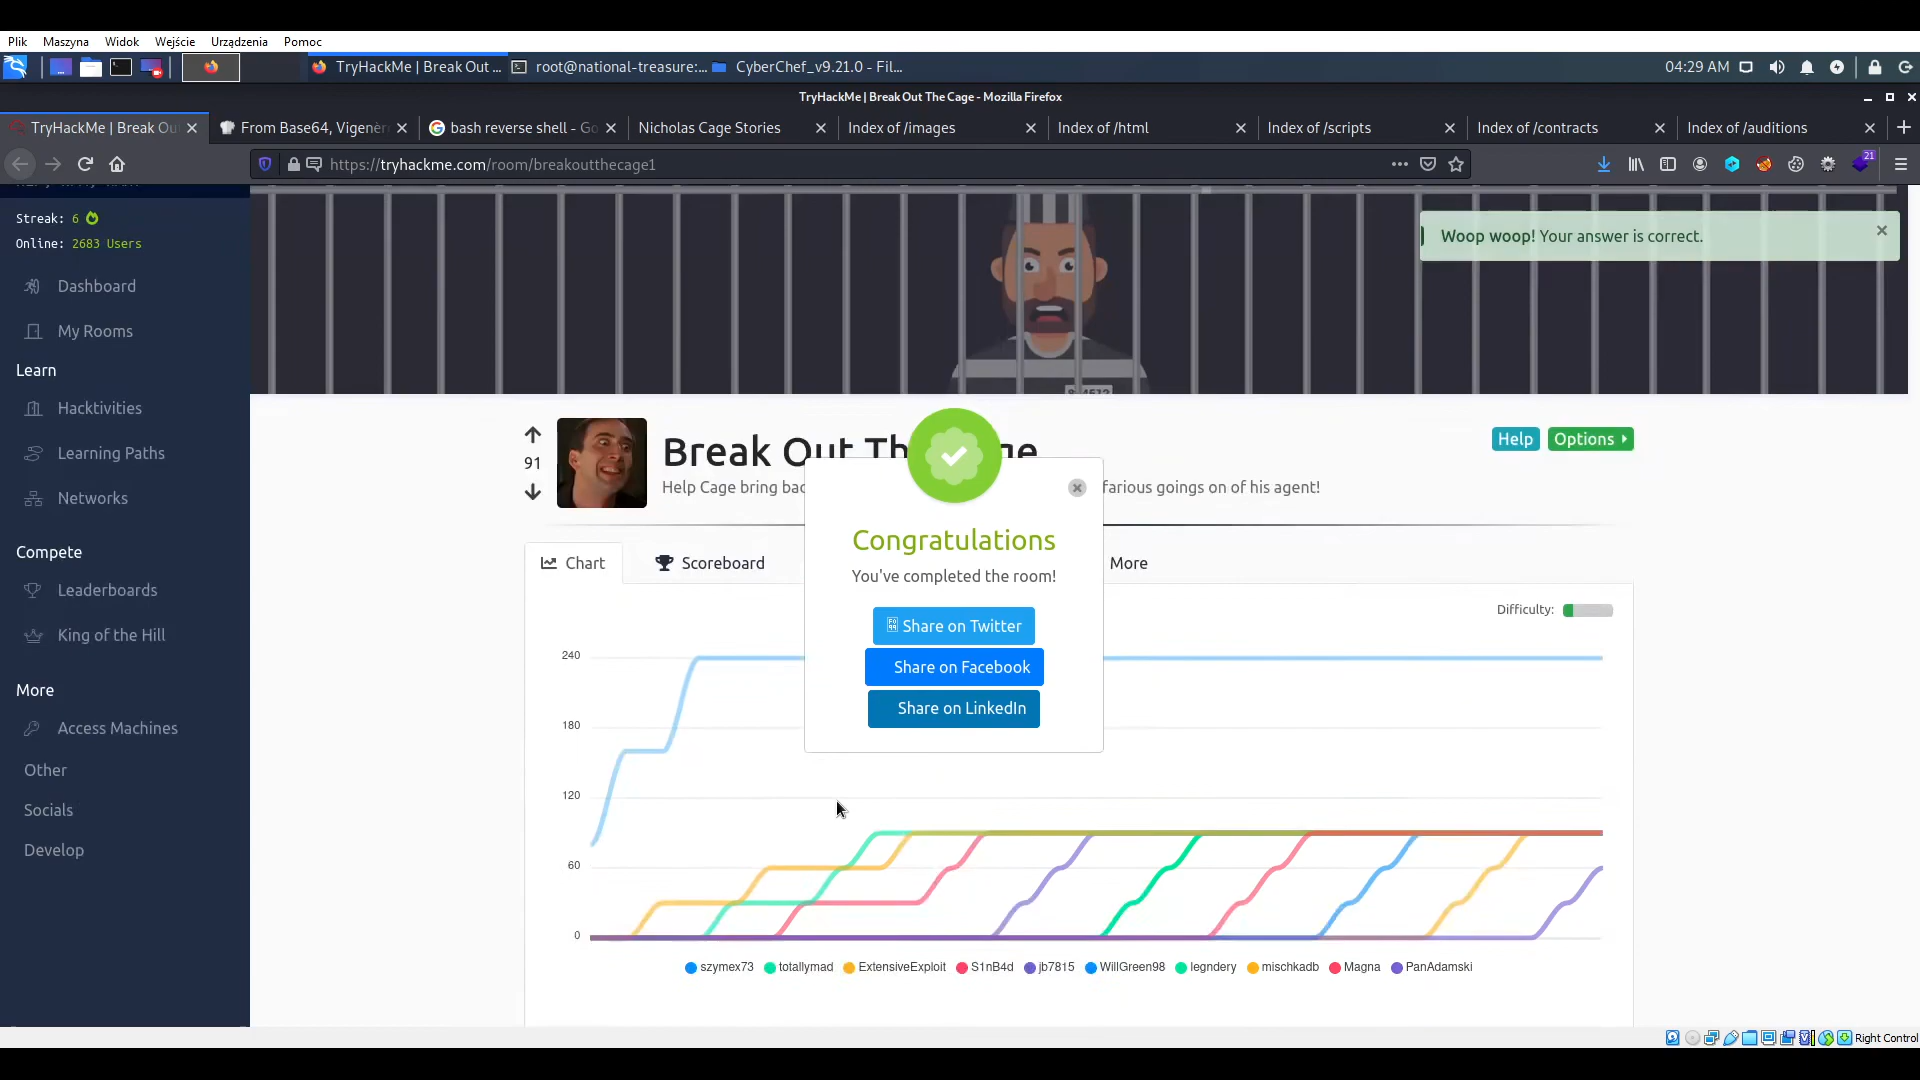 Plik Maszyna Widok Wejście Urządzenia Pomoc
TryHackMe | Break Out ... root@national-treasure:... CyberChef_v9.21.0 - Fil... 04:29 AM
TryHackMe | Break Out The Cage - Mozilla Firefox
TryHackMe | Break Ou From Base64, Vigenèr bash reverse shell - Go Nicholas Cage Stories Index of /images Index of /html Index of /scripts Index of /contracts Index of /auditions
https://tryhackme.com/room/breakoutthecage1 21
Streak: 6
Online: 2683 Users
Woop woop! Your answer is correct.
Dashboard
My Rooms
Learn
Hacktivities
Learning Paths
Networks
Compete
Leaderboards
King of the Hill
More
Access Machines
Other
Socials
Develop
91
Break Out Th ge
Help Options
Help Cage bring bac farious goings on of his agent!
Chart Scoreboard More
Difficulty:
Congratulations
You've completed the room!
Share on Twitter
Share on Facebook
Share on LinkedIn
240
180
120
60
0
szymex73 totallymad ExtensiveExploit S1nB4d jb7815 WillGreen98 legndery mischkadb Magna PanAdamski
Right Control